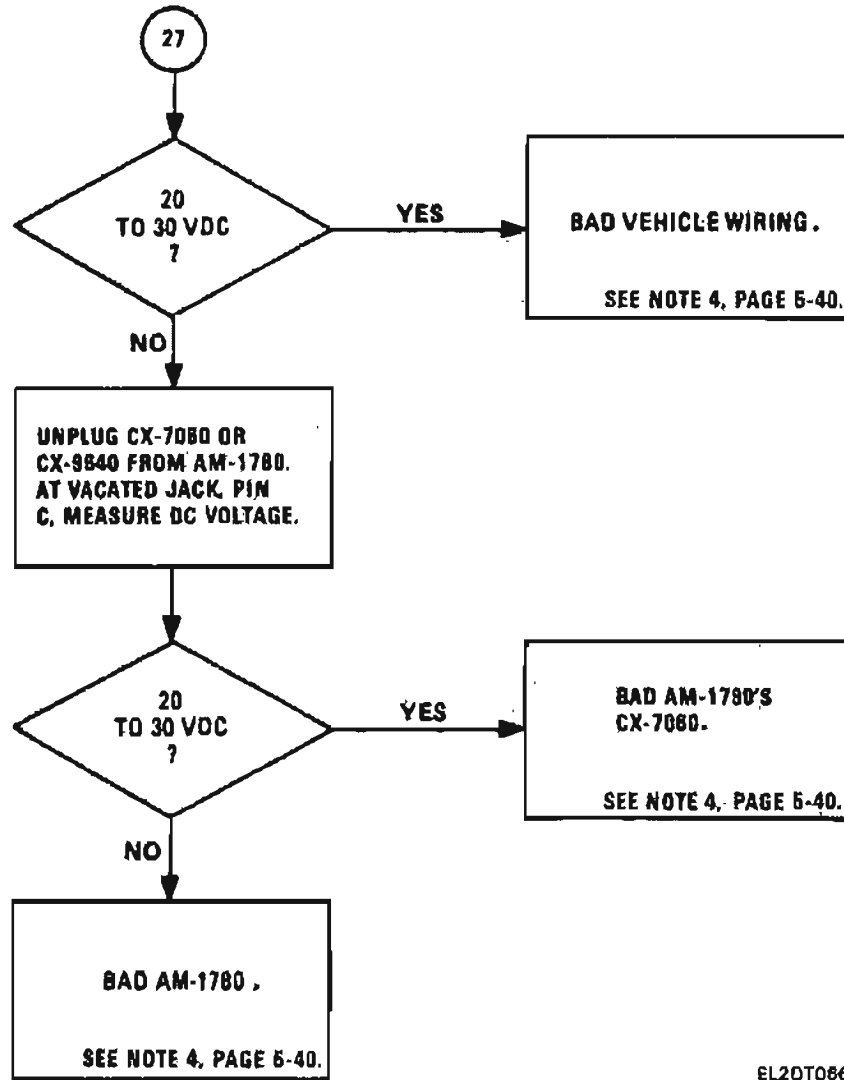 27
20
TO 30 VDC
?
YES
BAD VEHICLE WIRING.
SEE NOTE 4, PAGE 5-40.
NO
UNPLUG CX-7060 OR
CX-9640 FROM AM-1780.
AT VACATED JACK, PIN
C, MEASURE DC VOLTAGE.
20
TO 30 VDC
?
YES
BAD AM-1780'S
CX-7060.
SEE NOTE 4, PAGE 5-40.
NO
BAD AM-1780.
SEE NOTE 4, PAGE 5-40.